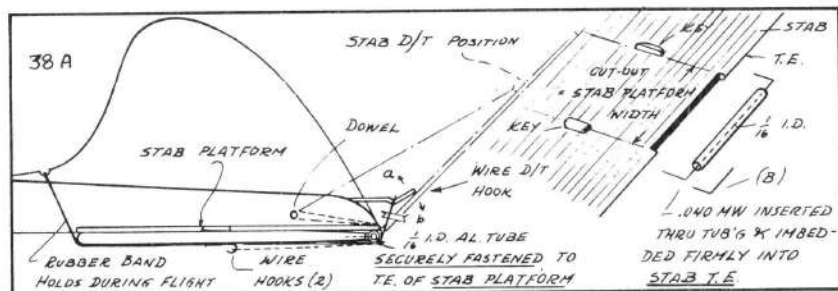 38 A
STAB D/T POSITION
KEY
STAB
T.E.
CUT-OUT
= STAB PLATFORM
WIDTH
DOWEL
KEY
1/16 I.D.
STAB PLATFORM
a
WIRE D/T
HOOK
b
(B)
RUBBER BAND
HOLDS DURING FLIGHT
WIRE
HOOKS (2)
1/16 I.D. AL. TUBE
SECURELY FASTENED TO
T.E. OF STAB PLATFORM
.040 MW INSERTED
THRU TUB'G & IMBED-
DED FIRMLY INTO
STAB T.E.